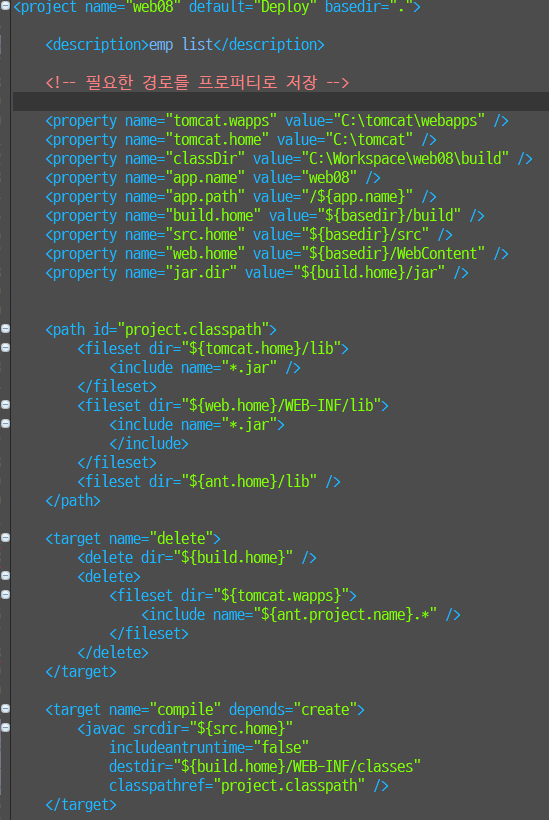 <project name="web08" default="Deploy" basedir=".">
<description>emp list</description>
<!-- 필요한 경로를 프로퍼티로 저장 -->
<property name="tomcat.wapps" value="C:\tomcat\webapps" />
<property name="tomcat.home" value="C:\tomcat" />
<property name="classDir" value="C:\Workspace\web08\build" />
<property name="app.name" value="web08" />
<property name="app.path" value="/${app.name}" />
<property name="build.home" value="${basedir}/build" />
<property name="src.home" value="${basedir}/src" />
<property name="web.home" value="${basedir}/WebContent" />
<property name="jar.dir" value="${build.home}/jar" />
<path id="project.classpath">
<fileset dir="${tomcat.home}/lib">
<include name="*.jar" />
</fileset>
<fileset dir="${web.home}/WEB-INF/lib">
<include name="*.jar">
</include>
</fileset>
<fileset dir="${ant.home}/lib" />
</path>
<target name="delete">
<delete dir="${build.home}" />
<delete>
<fileset dir="${tomcat.wapps}">
<include name="${ant.project.name}.*" />
</fileset>
</delete>
</target>
<target name="compile" depends="create">
<javac srcdir="${src.home}"
includeantruntime="false"
destdir="${build.home}/WEB-INF/classes"
classpathref="project.classpath" />
</target>